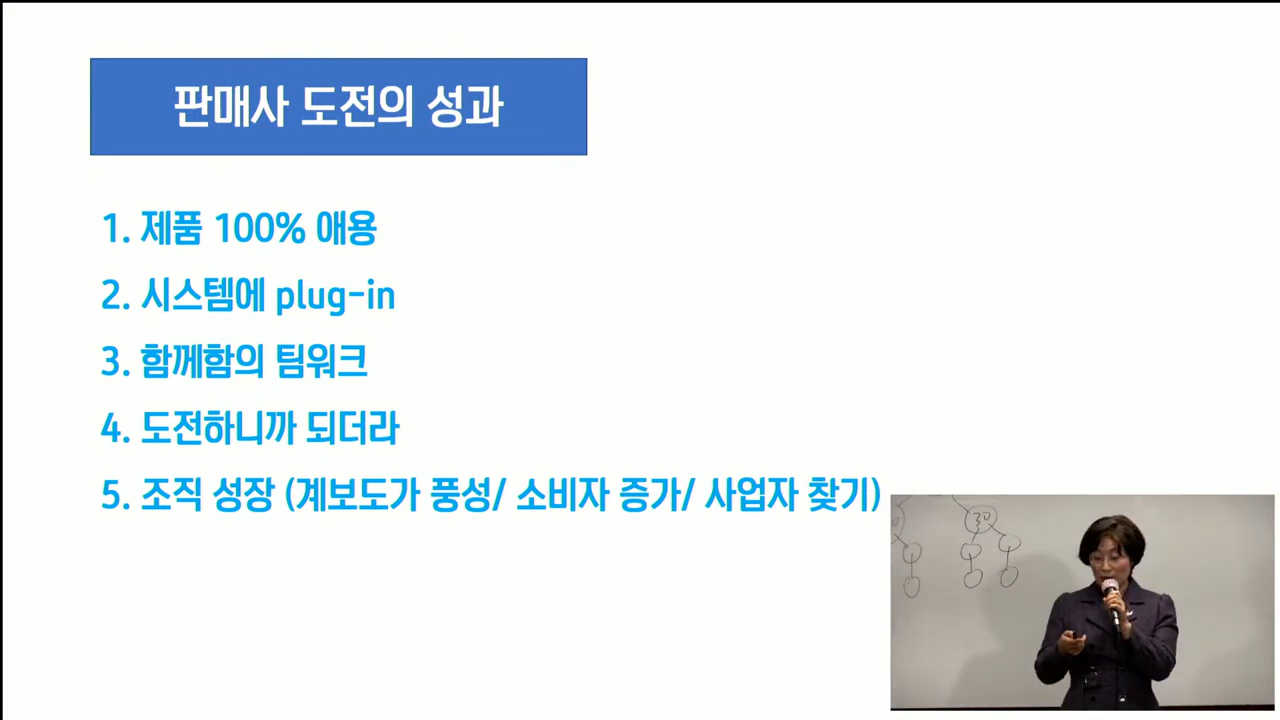 판매사 도전의 성과
1. 제품 100% 애용
2. 시스템에 plug-in
3. 함께함의 팀워크
4. 도전하니까 되더라
5. 조직 성장 (계보도가 풍성/ 소비자 증가/ 사업자 찾기)
30